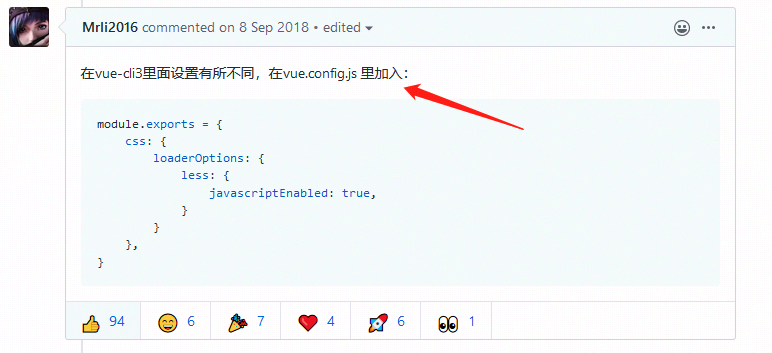 Mrli2016 commented on 8 Sep 2018 • edited
在vue-cli3里面设置有所不同，在vue.config.js 里加入：
module.exports = {
    css: {
        loaderOptions: {
            less: {
                javascriptEnabled: true,
            }
        }
    },
}
94 6 7 4 6 1